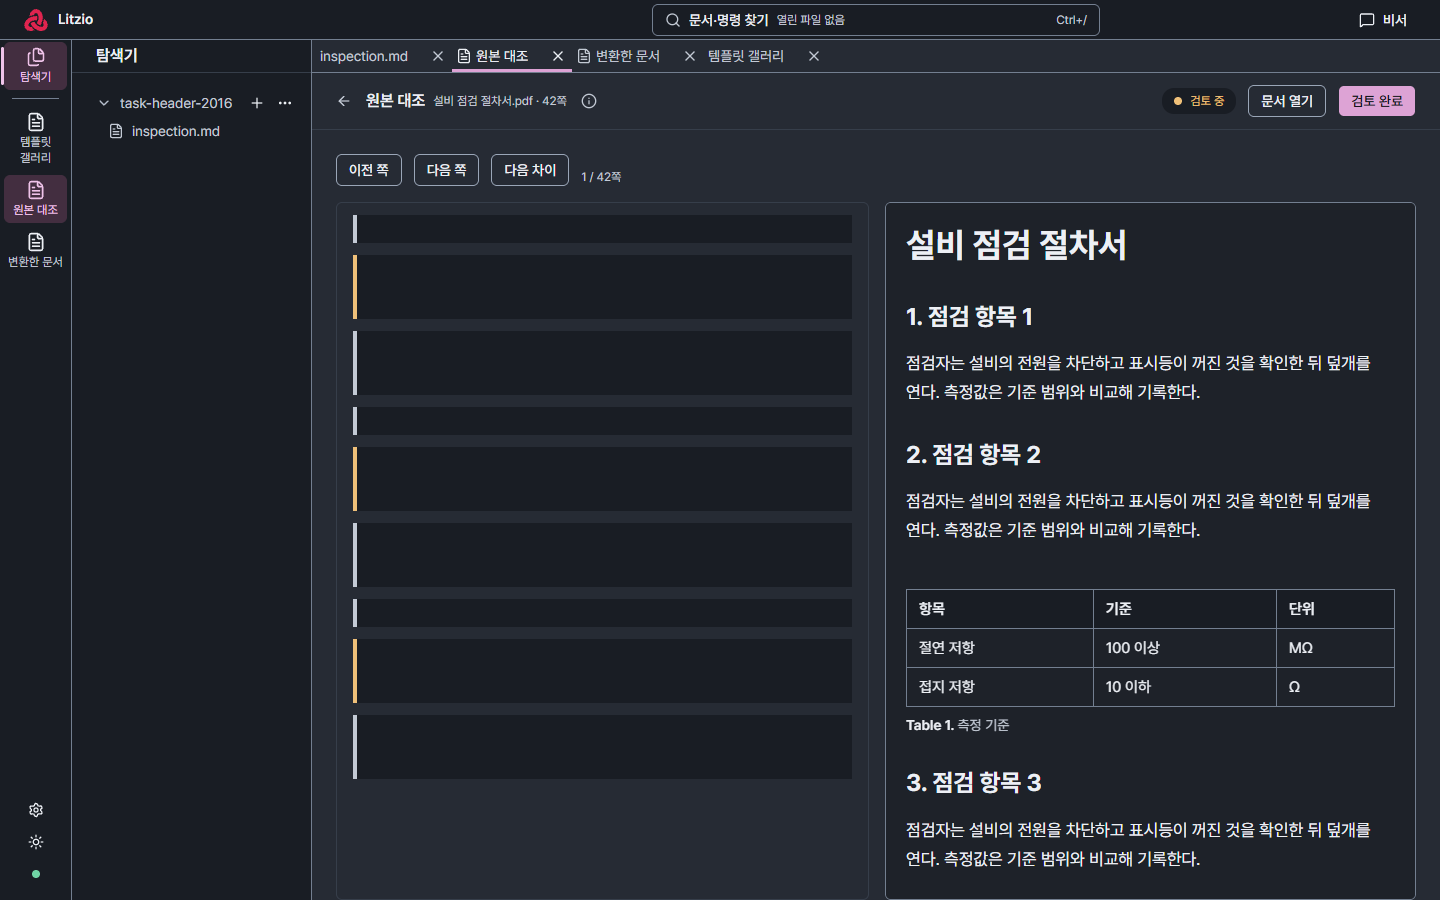 Litzio
문서·명령 찾기 열린 파일 없음 Ctrl+/
비서
탐색기
템플릿
갤러리
원본 대조
변환한 문서
탐색기
task-header-2016
inspection.md
inspection.md
원본 대조
변환한 문서
템플릿 갤러리
원본 대조 설비 점검 절차서.pdf · 42쪽
검토 중
문서 열기
검토 완료
이전 쪽
다음 쪽
다음 차이
1 / 42쪽
설비 점검 절차서
1. 점검 항목 1
점검자는 설비의 전원을 차단하고 표시등이 꺼진 것을 확인한 뒤 덮개를
연다. 측정값은 기준 범위와 비교해 기록한다.
2. 점검 항목 2
점검자는 설비의 전원을 차단하고 표시등이 꺼진 것을 확인한 뒤 덮개를
연다. 측정값은 기준 범위와 비교해 기록한다.
항목 기준 단위
절연 저항 100 이상 MΩ
접지 저항 10 이하 Ω
Table 1. 측정 기준
3. 점검 항목 3
점검자는 설비의 전원을 차단하고 표시등이 꺼진 것을 확인한 뒤 덮개를
연다. 측정값은 기준 범위와 비교해 기록한다.